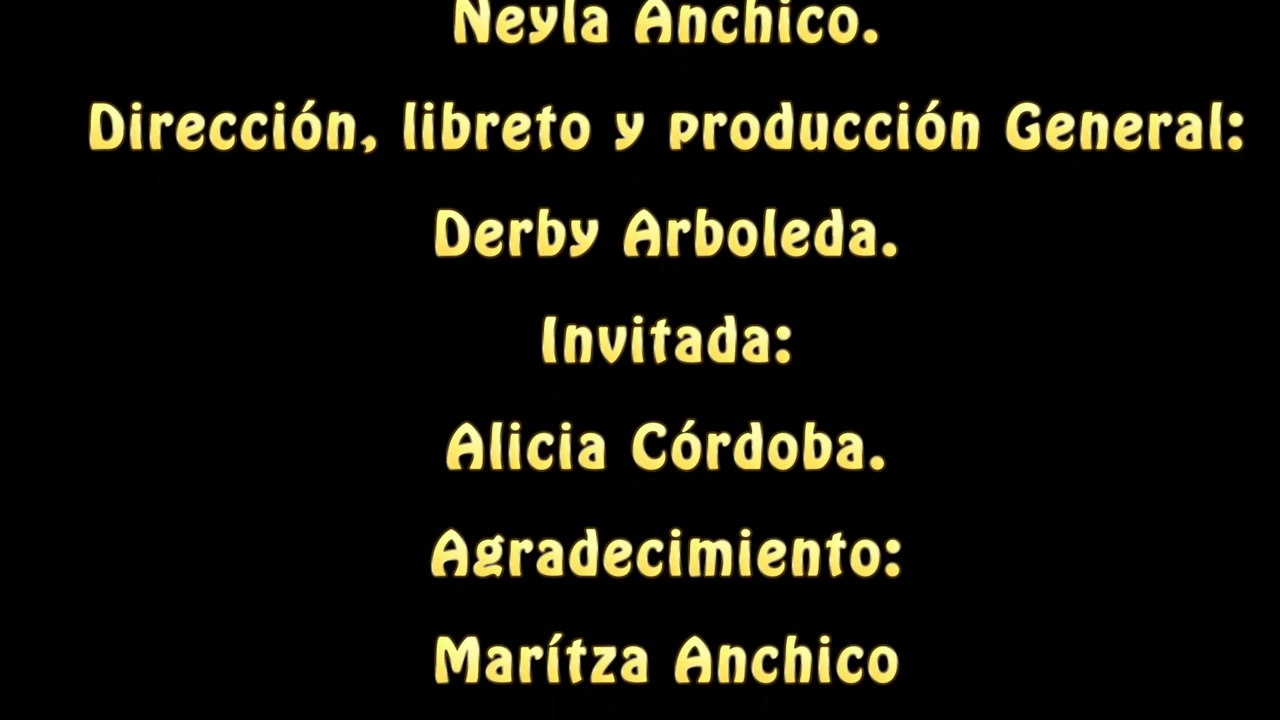 Neyla Anchico.
Dirección, libreto y producción General:
Derby Arboleda.
Invitada:
Alicia Córdoba.
Agradecimiento:
Marítza Anchico